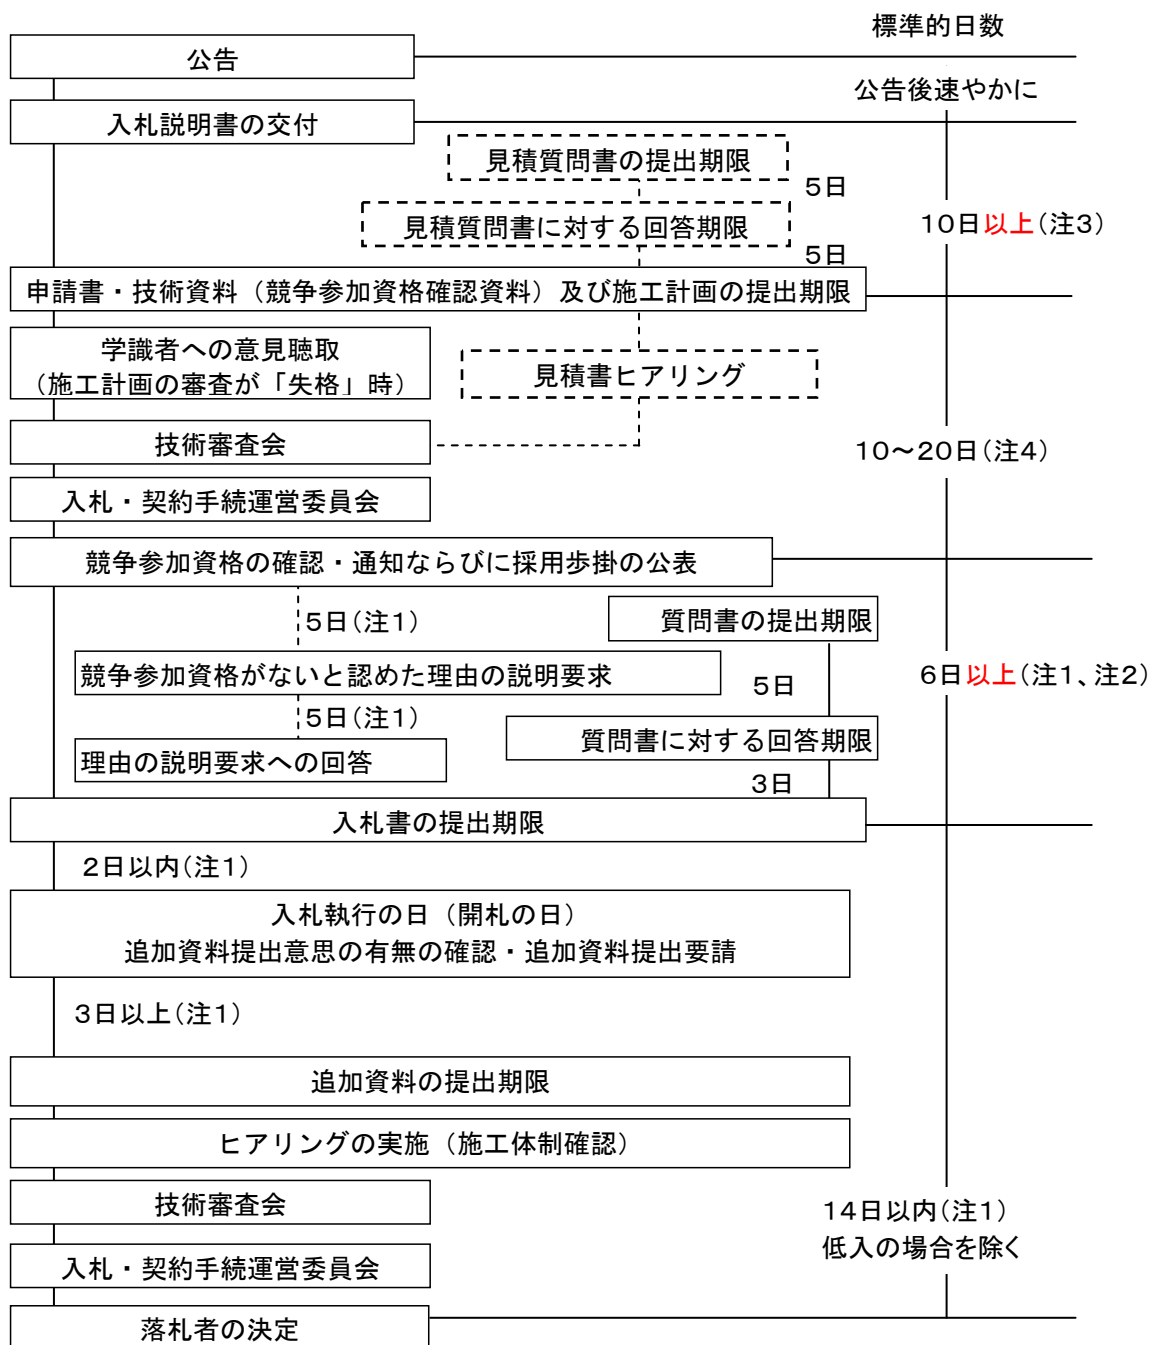 標準的日数
公告
公告後速やかに
入札説明書の交付
見積質問書の提出期限
5日
見積質問書に対する回答期限
10日以上(注3)
5日
申請書・技術資料（競争参加資格確認資料）及び施工計画の提出期限
学識者への意見聴取
（施工計画の審査が「失格」時）
見積書ヒアリング
技術審査会
10～20日(注4)
入札・契約手続運営委員会
競争参加資格の確認・通知ならびに採用歩掛の公表
5日(注1)
質問書の提出期限
競争参加資格がないと認めた理由の説明要求
5日
6日以上(注1、注2)
5日(注1)
質問書に対する回答期限
理由の説明要求への回答
3日
入札書の提出期限
2日以内(注1)
入札執行の日（開札の日）
追加資料提出意思の有無の確認・追加資料提出要請
3日以上(注1)
追加資料の提出期限
ヒアリングの実施（施工体制確認）
技術審査会
14日以内(注1)
低入の場合を除く
入札・契約手続運営委員会
落札者の決定